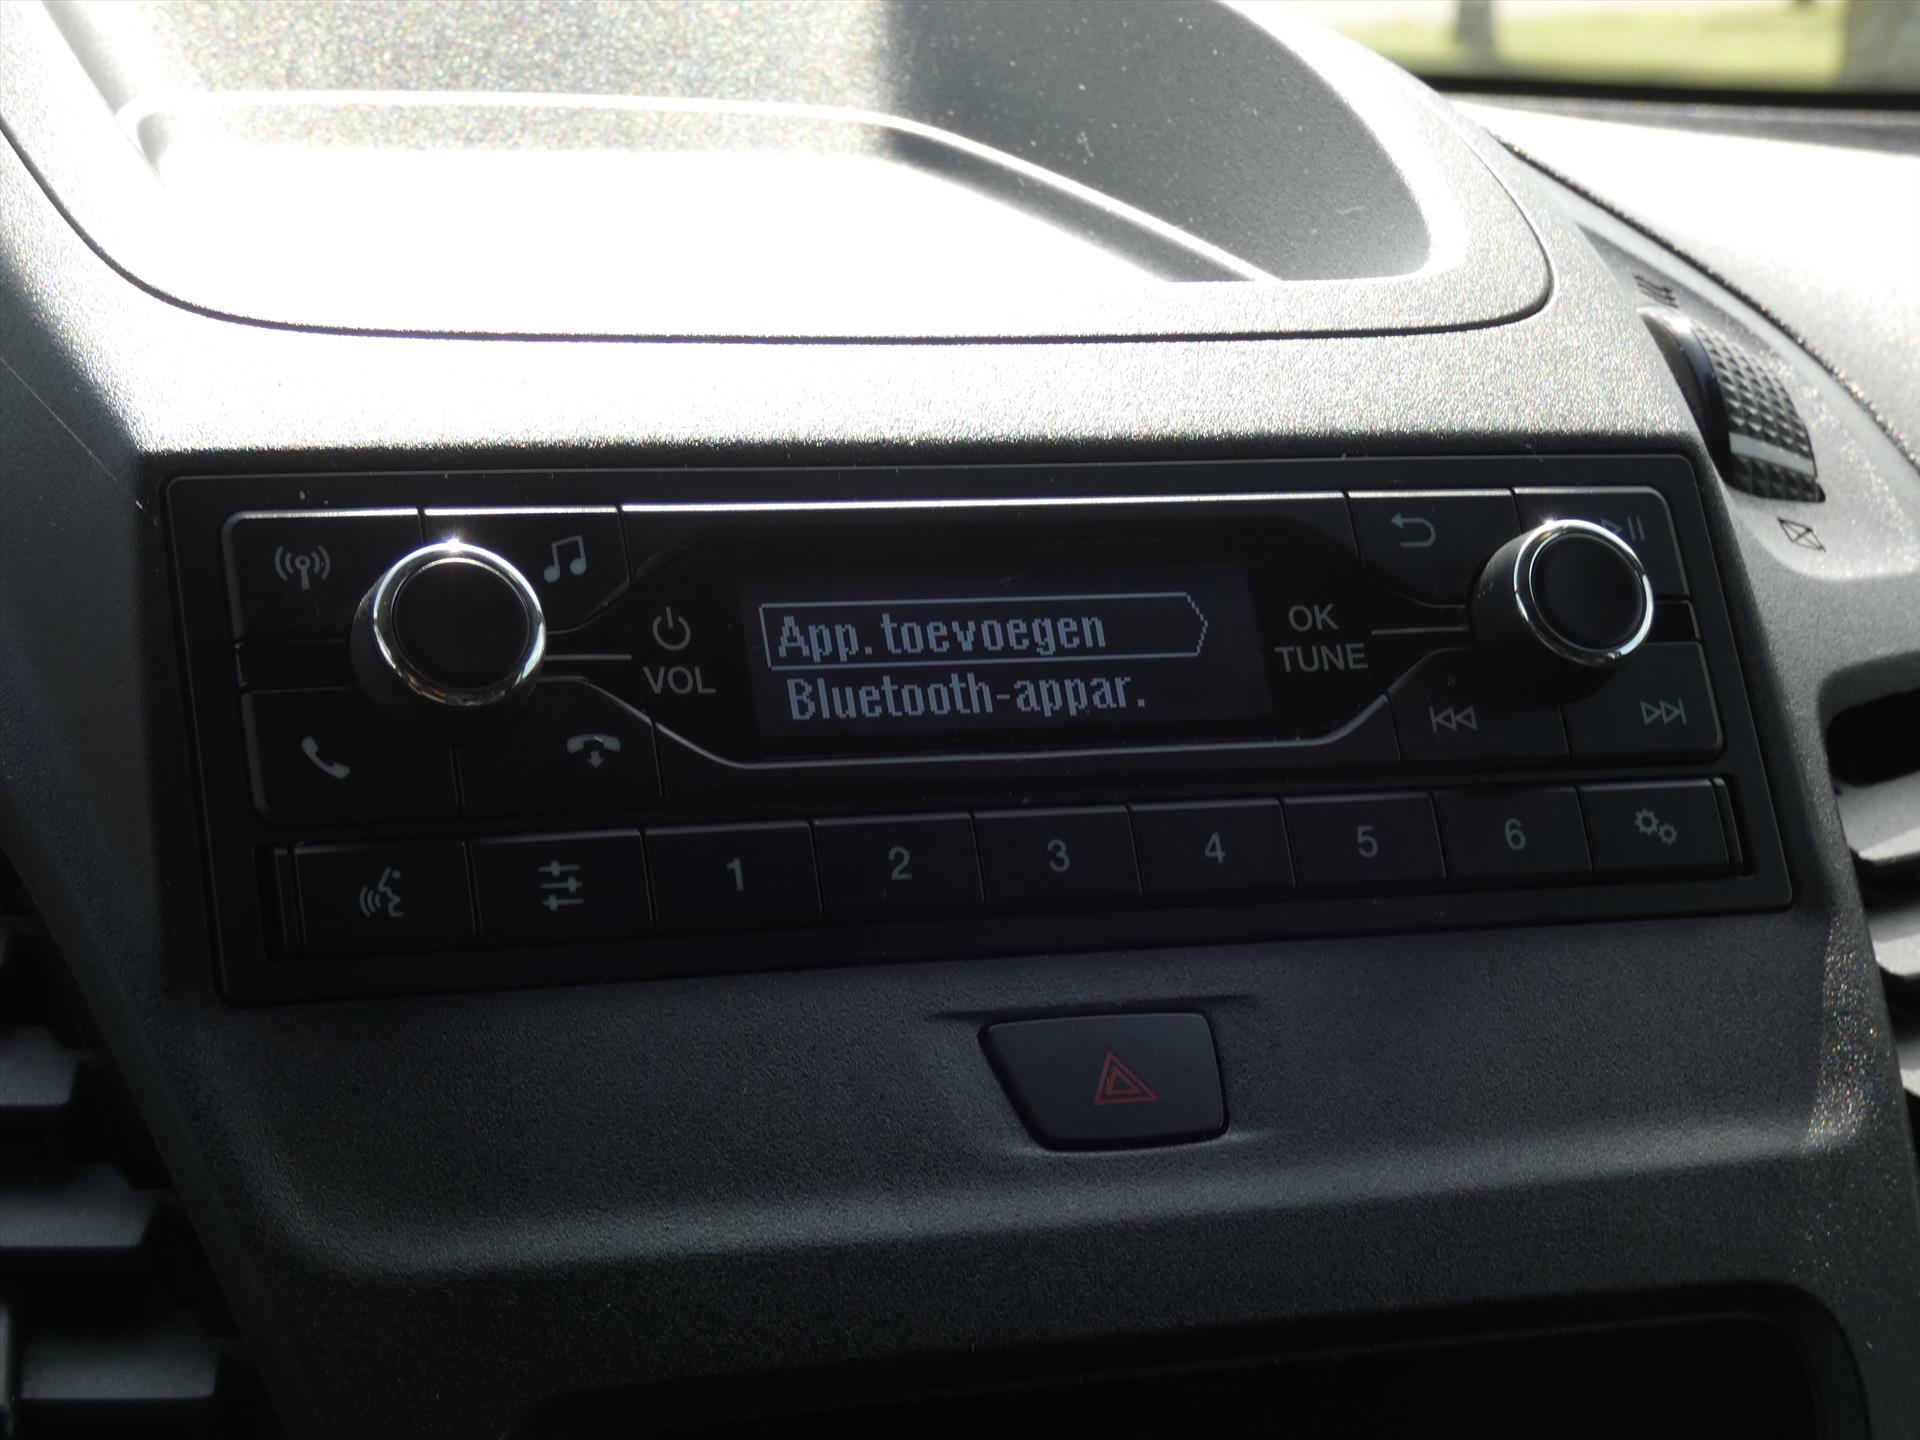 App. toevoegen
Bluetooth-appar.
VOL
OK
TUNE
1 2 3 4 5 6